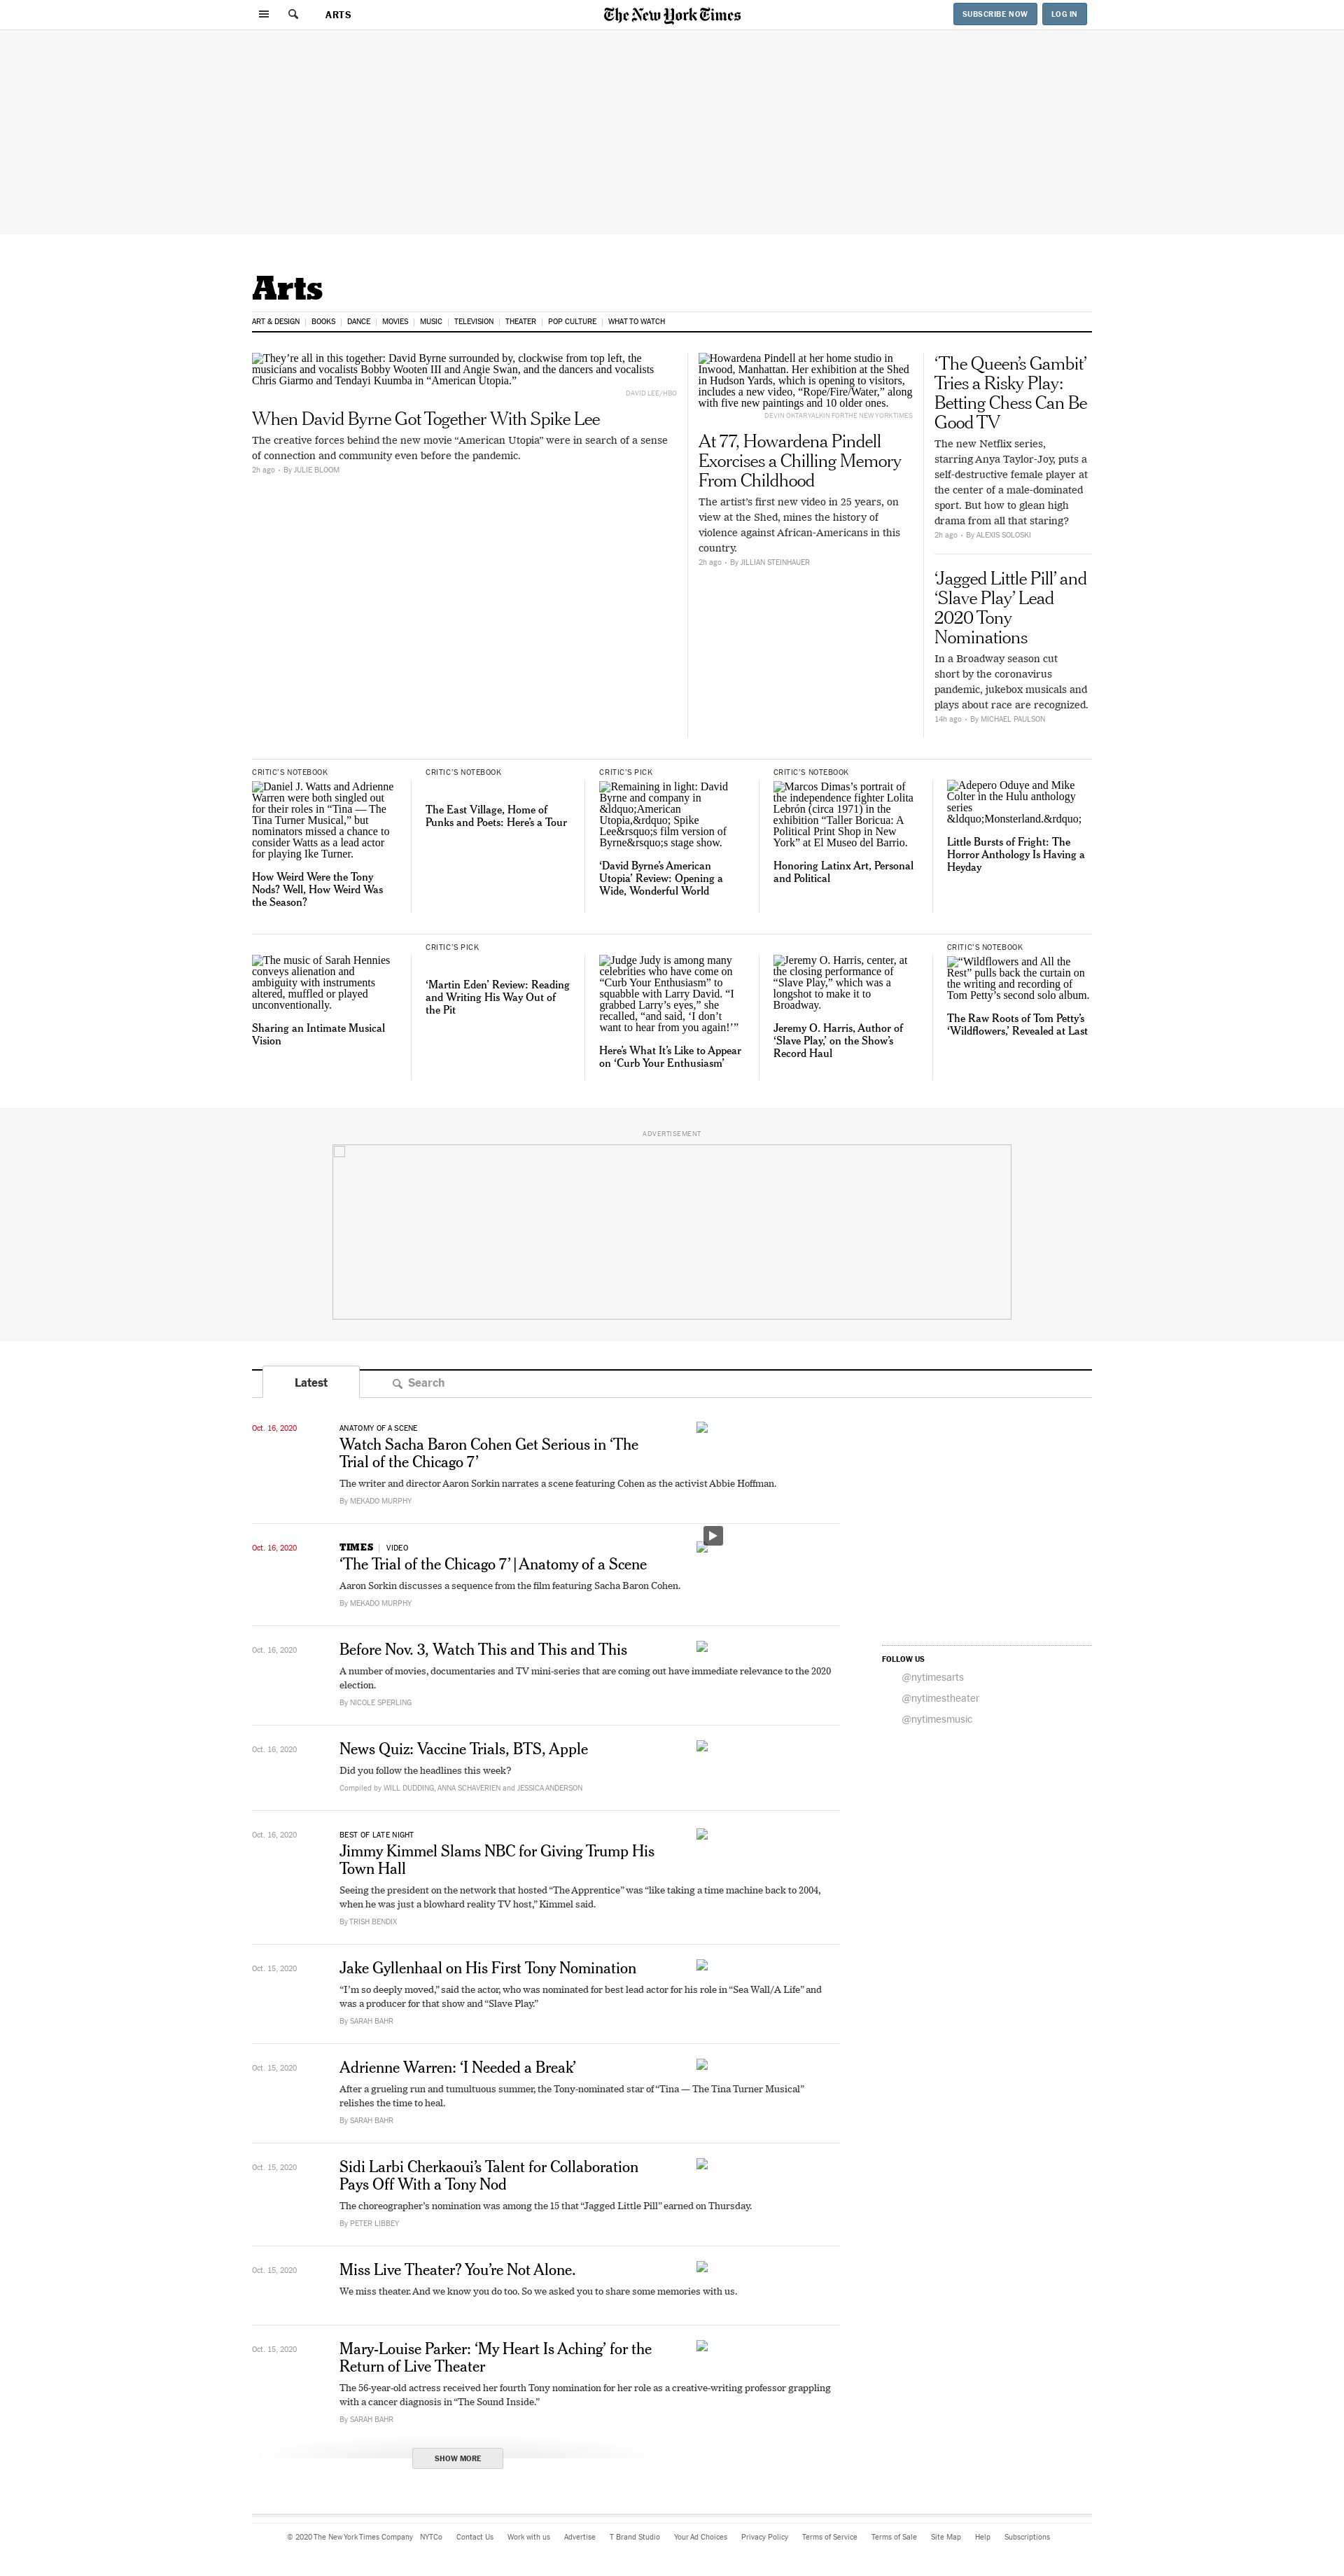 ARTS
The New York Times
SUBSCRIBE NOW
LOG IN
Arts
ART & DESIGN | BOOKS | DANCE | MOVIES | MUSIC | TELEVISION | THEATER | POP CULTURE | WHAT TO WATCH
They’re all in this together: David Byrne surrounded by, clockwise from top left, the
musicians and vocalists Bobby Wooten III and Angie Swan, and the dancers and vocalists
Chris Giarmo and Tendayi Kuumba in “American Utopia.”
DAVID LEE/HBO
When David Byrne Got Together With Spike Lee
The creative forces behind the new movie “American Utopia” were in search of a sense
of connection and community even before the pandemic.
2h ago • By JULIE BLOOM
Howardena Pindell at her home studio in
Inwood, Manhattan. Her exhibition at the Shed
in Hudson Yards, which is opening to visitors,
includes a new video, “Rope/Fire/Water,” along
with five new paintings and 10 older ones.
DEVIN OKTAR YALKIN FOR THE NEW YORK TIMES
At 77, Howardena Pindell
Exorcises a Chilling Memory
From Childhood
The artist’s first new video in 25 years, on
view at the Shed, mines the history of
violence against African-Americans in this
country.
2h ago • By JILLIAN STEINHAUER
‘The Queen’s Gambit’
Tries a Risky Play:
Betting Chess Can Be
Good TV
The new Netflix series,
starring Anya Taylor-Joy, puts a
self-destructive female player at
the center of a male-dominated
sport. But how to glean high
drama from all that staring?
2h ago • By ALEXIS SOLOSKI
‘Jagged Little Pill’ and
‘Slave Play’ Lead
2020 Tony
Nominations
In a Broadway season cut
short by the coronavirus
pandemic, jukebox musicals and
plays about race are recognized.
14h ago • By MICHAEL PAULSON
CRITIC’S NOTEBOOK
Daniel J. Watts and Adrienne
Warren were both singled out
for their roles in “Tina — The
Tina Turner Musical,” but
nominators missed a chance to
consider Watts as a lead actor
for playing Ike Turner.
How Weird Were the Tony
Nods? Well, How Weird Was
the Season?
CRITIC’S NOTEBOOK
The East Village, Home of
Punks and Poets: Here’s a Tour
CRITIC’S PICK
Remaining in light: David
Byrne and company in
&ldquo;American
Utopia,&rdquo; Spike
Lee&rsquo;s film version of
Byrne&rsquo;s stage show.
‘David Byrne’s American
Utopia’ Review: Opening a
Wide, Wonderful World
CRITIC’S NOTEBOOK
Marcos Dimas’s portrait of
the independence fighter Lolita
Lebrón (circa 1971) in the
exhibition “Taller Boricua: A
Political Print Shop in New
York” at El Museo del Barrio.
Honoring Latinx Art, Personal
and Political
Adepero Oduye and Mike
Colter in the Hulu anthology
series
&ldquo;Monsterland.&rdquo;
Little Bursts of Fright: The
Horror Anthology Is Having a
Heyday
The music of Sarah Hennies
conveys alienation and
ambiguity with instruments
altered, muffled or played
unconventionally.
Sharing an Intimate Musical
Vision
CRITIC’S PICK
‘Martin Eden’ Review: Reading
and Writing His Way Out of
the Pit
Judge Judy is among many
celebrities who have come on
“Curb Your Enthusiasm” to
squabble with Larry David. “I
grabbed Larry’s eyes,” she
recalled, “and said, ‘I don’t
want to hear from you again!’”
Here’s What It’s Like to Appear
on ‘Curb Your Enthusiasm’
Jeremy O. Harris, center, at
the closing performance of
“Slave Play,” which was a
longshot to make it to
Broadway.
Jeremy O. Harris, Author of
‘Slave Play,’ on the Show’s
Record Haul
CRITIC’S NOTEBOOK
“Wildflowers and All the
Rest” pulls back the curtain on
the writing and recording of
Tom Petty’s second solo album.
The Raw Roots of Tom Petty’s
‘Wildflowers,’ Revealed at Last
ADVERTISEMENT
Latest
Search
Oct. 16, 2020
ANATOMY OF A SCENE
Watch Sacha Baron Cohen Get Serious in ‘The
Trial of the Chicago 7’
The writer and director Aaron Sorkin narrates a scene featuring Cohen as the activist Abbie Hoffman.
By MEKADO MURPHY
Oct. 16, 2020
TIMES | VIDEO
‘The Trial of the Chicago 7’ | Anatomy of a Scene
Aaron Sorkin discusses a sequence from the film featuring Sacha Baron Cohen.
By MEKADO MURPHY
Oct. 16, 2020
Before Nov. 3, Watch This and This and This
A number of movies, documentaries and TV mini-series that are coming out have immediate relevance to the 2020
election.
By NICOLE SPERLING
FOLLOW US
@nytimesarts
@nytimestheater
@nytimesmusic
Oct. 16, 2020
News Quiz: Vaccine Trials, BTS, Apple
Did you follow the headlines this week?
Compiled by WILL DUDDING, ANNA SCHAVERIEN and JESSICA ANDERSON
Oct. 16, 2020
BEST OF LATE NIGHT
Jimmy Kimmel Slams NBC for Giving Trump His
Town Hall
Seeing the president on the network that hosted “The Apprentice” was “like taking a time machine back to 2004,
when he was just a blowhard reality TV host,” Kimmel said.
By TRISH BENDIX
Oct. 15, 2020
Jake Gyllenhaal on His First Tony Nomination
“I’m so deeply moved,” said the actor, who was nominated for best lead actor for his role in “Sea Wall/A Life” and
was a producer for that show and “Slave Play.”
By SARAH BAHR
Oct. 15, 2020
Adrienne Warren: ‘I Needed a Break’
After a grueling run and tumultuous summer, the Tony-nominated star of “Tina — The Tina Turner Musical”
relishes the time to heal.
By SARAH BAHR
Oct. 15, 2020
Sidi Larbi Cherkaoui’s Talent for Collaboration
Pays Off With a Tony Nod
The choreographer’s nomination was among the 15 that “Jagged Little Pill” earned on Thursday.
By PETER LIBBEY
Oct. 15, 2020
Miss Live Theater? You’re Not Alone.
We miss theater. And we know you do too. So we asked you to share some memories with us.
Oct. 15, 2020
Mary-Louise Parker: ‘My Heart Is Aching’ for the
Return of Live Theater
The 56-year-old actress received her fourth Tony nomination for her role as a creative-writing professor grappling
with a cancer diagnosis in “The Sound Inside.”
By SARAH BAHR
SHOW MORE
© 2020 The New York Times Company NYTCo Contact Us Work with us Advertise T Brand Studio Your Ad Choices Privacy Policy Terms of Service Terms of Sale Site Map Help Subscriptions